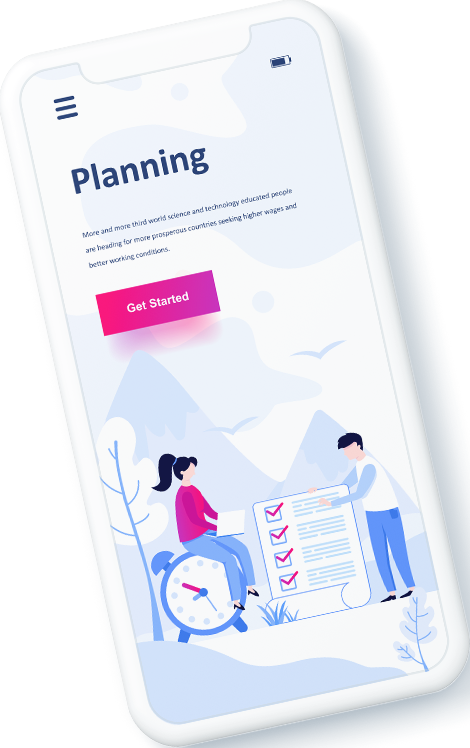 Planning
More and more third world science and technology educated people
are heading for more prosperous countries seeking higher wages and
better working conditions.
Get Started